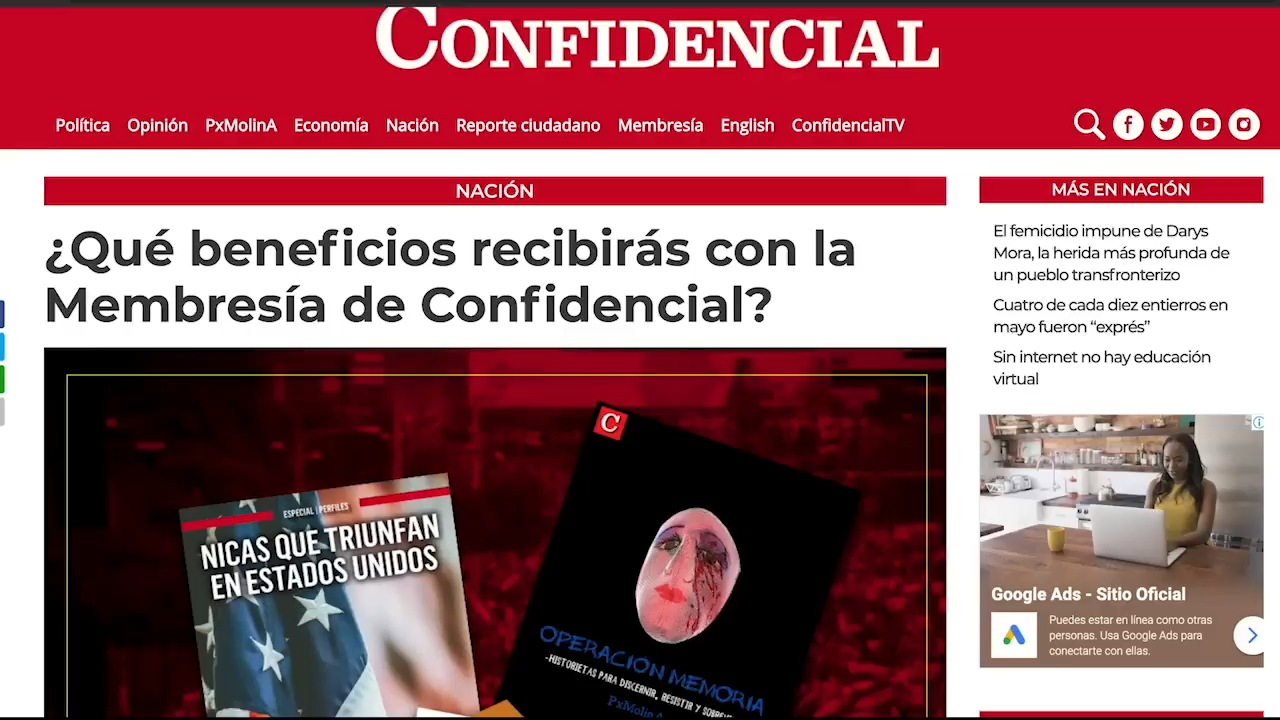 CONFIDENCIAL
Política Opinión PxMolinA Economía Nación Reporte ciudadano Membresía English ConfidencialTV
NACIÓN
¿Qué beneficios recibirás con la
Membresía de Confidencial?
C
ESPECIAL | PERFILES
NICAS QUE TRIUNFAN
EN ESTADOS UNIDOS
OPERACIÓN MEMORIA
-HISTORIETAS PARA DISCERNIR, RESISTIR Y
MÁS EN NACIÓN
El femicidio impune de Darys
Mora, la herida más profunda de
un pueblo transfronterizo
Cuatro de cada diez entierros en
mayo fueron “exprés”
Sin internet no hay educación
virtual
Google Ads - Sitio Oficial
Puedes estar en línea como otras
personas. Usa Google Ads para
conectarte con ellas.